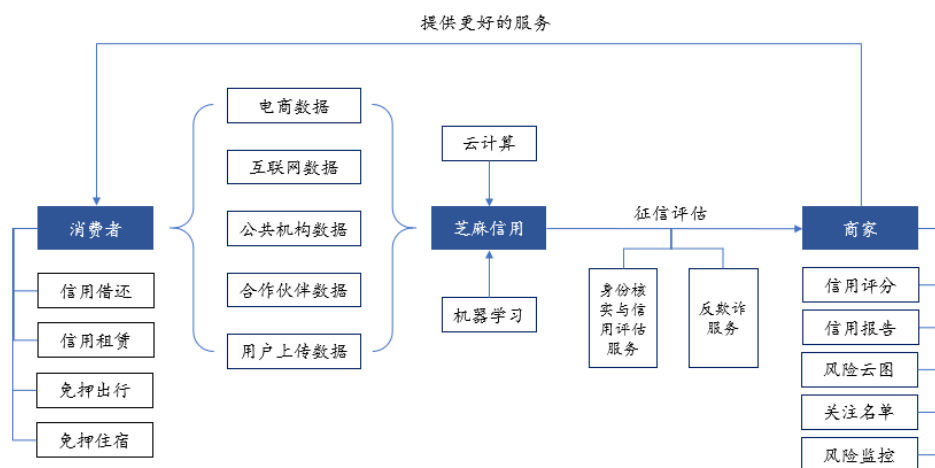 提供更好的服务
电商数据
互联网数据
公共机构数据
合作伙伴数据
用户上传数据
云计算
消费者
芝麻信用
征信评估
商家
机器学习
身份核
实与信
用评估
服务
反欺诈
服务
信用借还
信用租赁
免押出行
免押住宿
信用评分
信用报告
风险云图
关注名单
风险监控